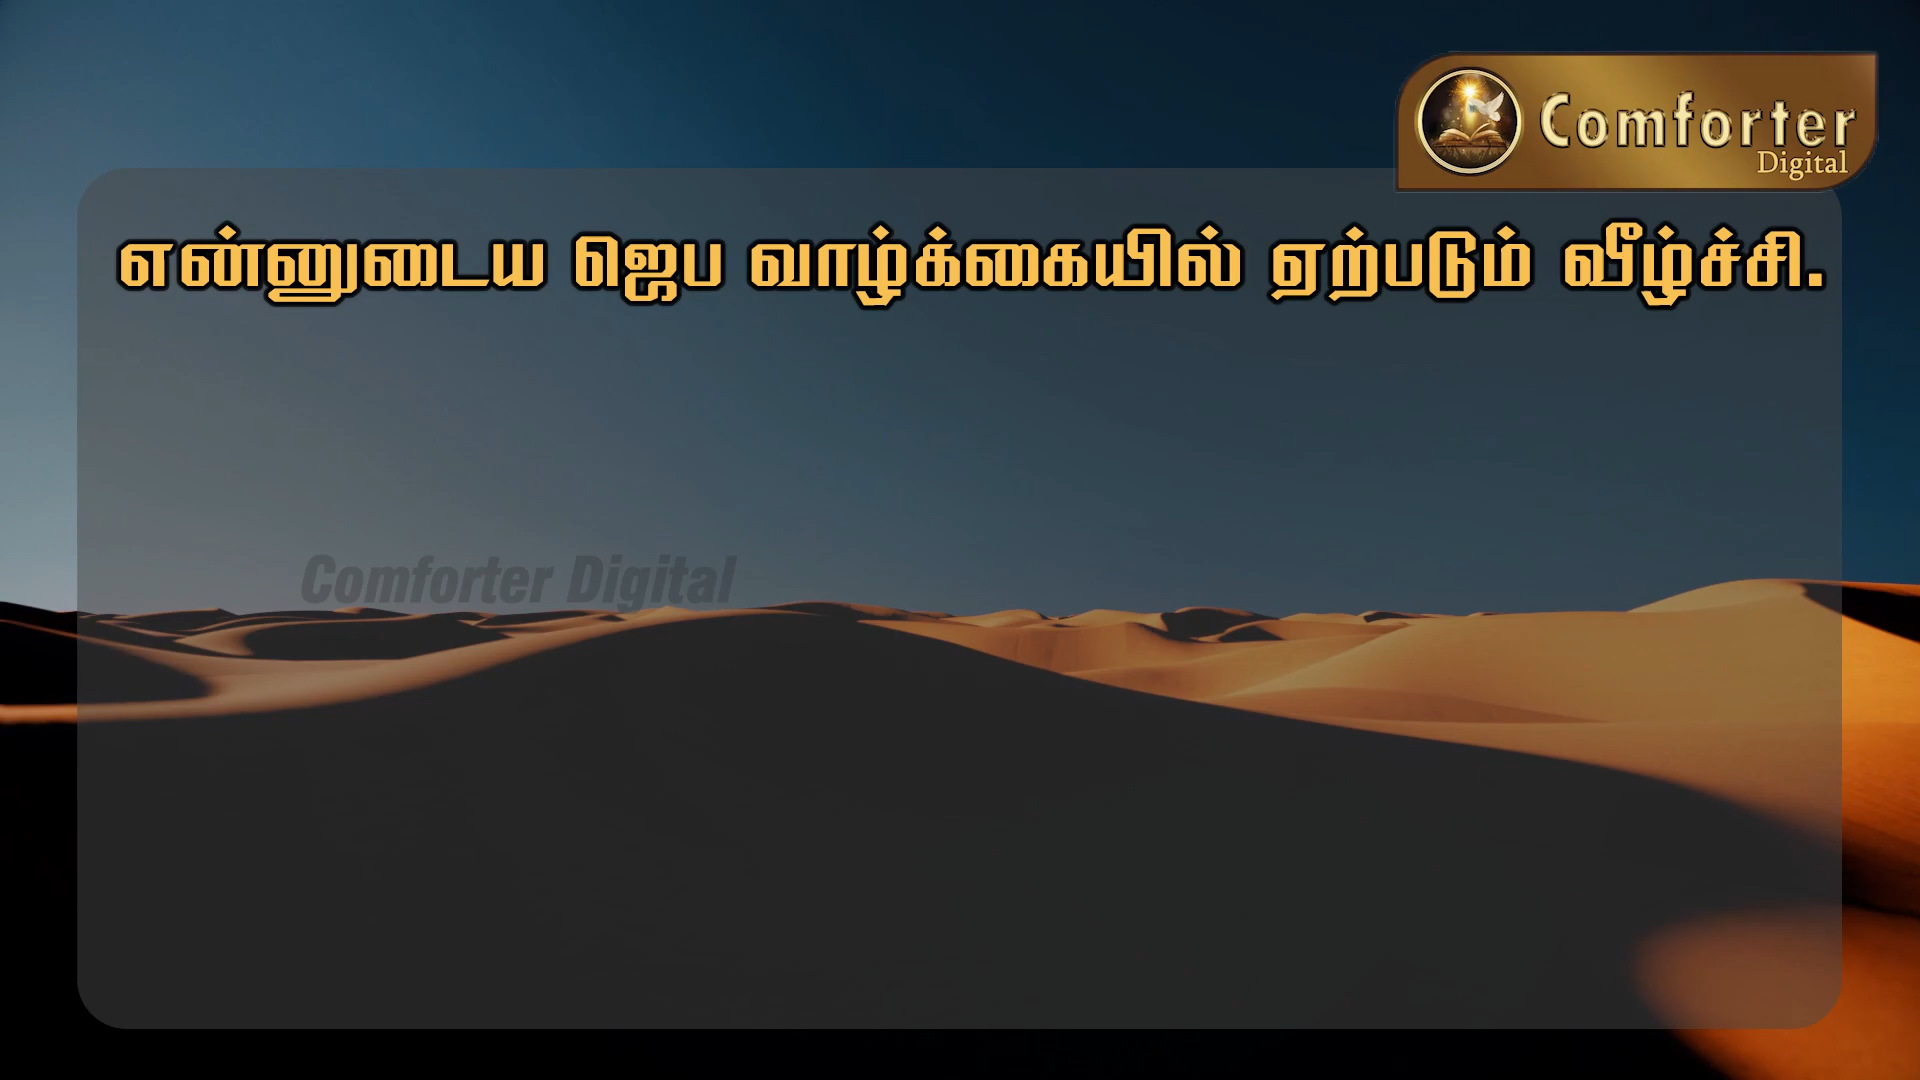 Comforter
Digital
என்னுடைய ஜெப வாழ்க்கையில் ஏற்படும் வீழ்ச்சி.
Comforter Digital